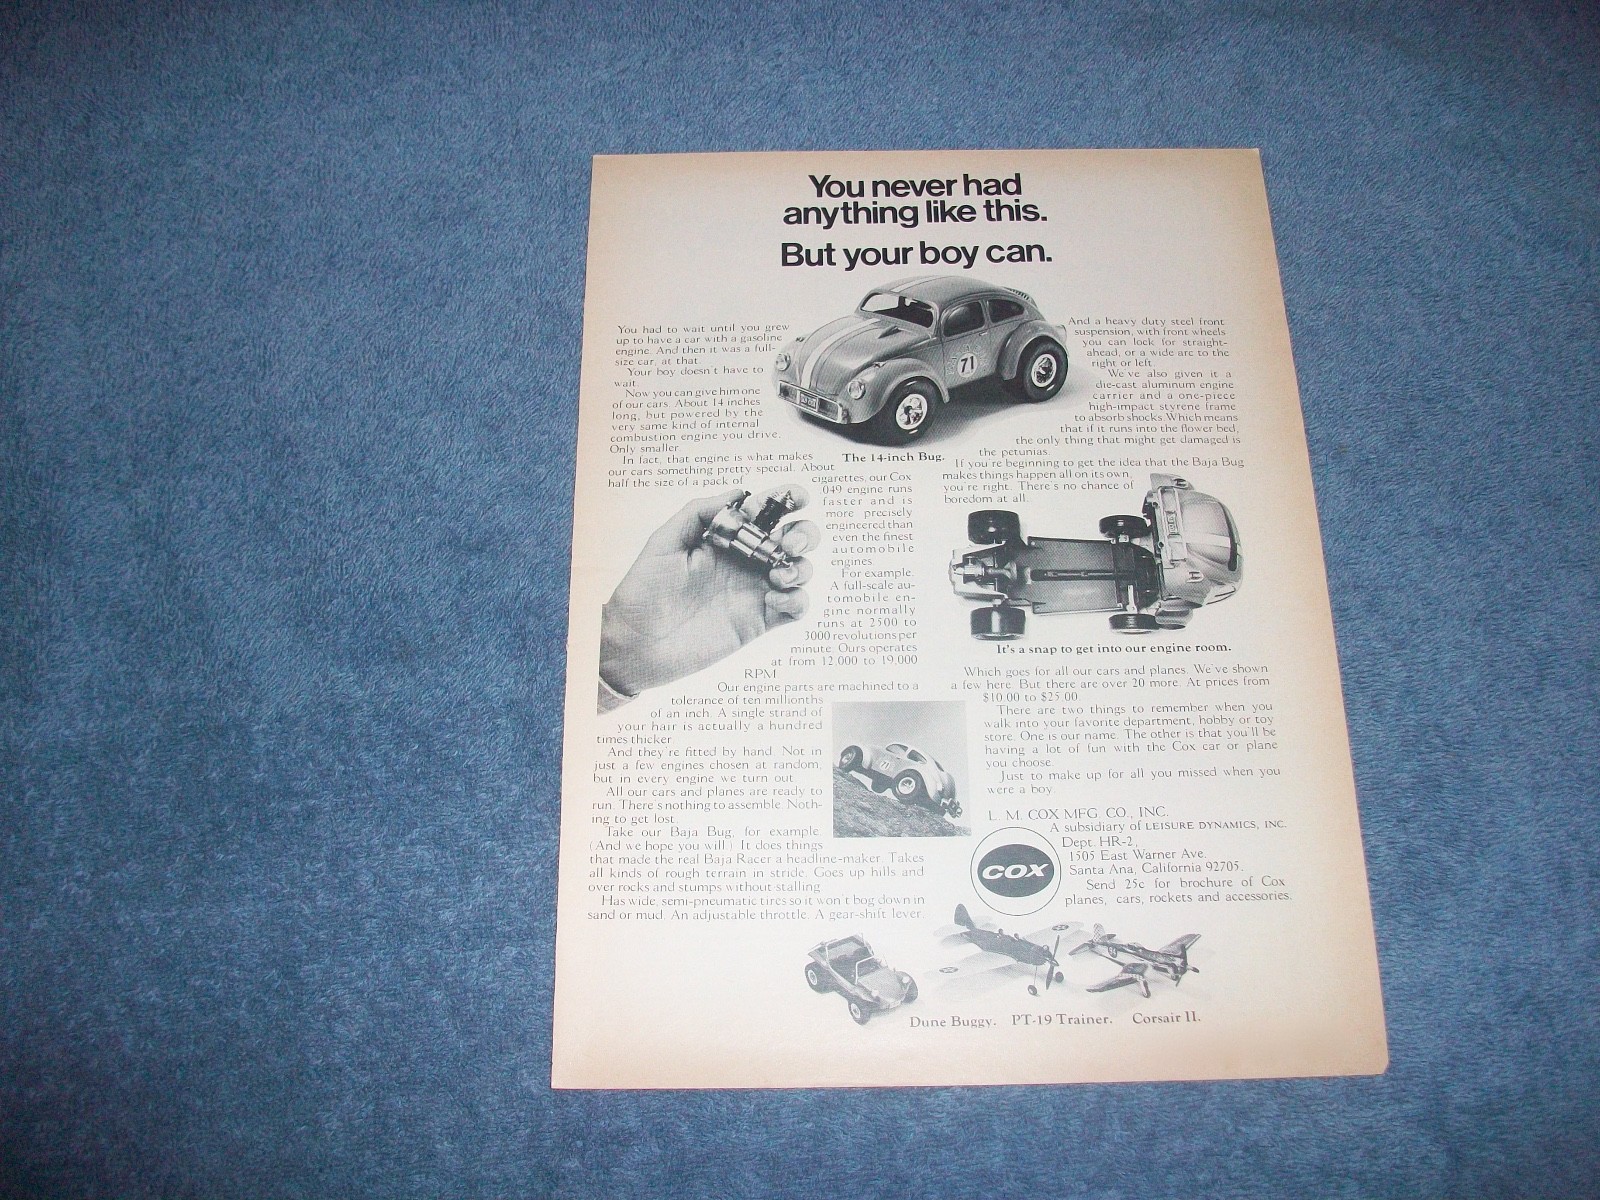 You never had
anything like this.
But your boy can.
You had to wait until you grew
up to have a car with a gasoline
engine. And then it was a full-
size car, at that.
Your boy doesn't have to
wait.
Now you can give him one
of our cars. About 14 inches
long, but powered by the
very same kind of internal
combustion engine you drive.
Only smaller.
In fact, that engine is what makes
our cars something pretty special. About
half the size of a pack of
cigarettes, our Cox
.049 engine runs
faster and is
more precisely
engineered than
even the finest
automobile
engines.
For example.
A full-scale au-
tomobile en-
gine normally
runs at 2500 to
3000 revolutions per
minute. Ours operates
at from 12,000 to 19,000
RPM.
Our engine parts are machined to a
tolerance of ten millionths
of an inch. A single strand of
your hair is actually a hundred
times thicker.
And they're fitted by hand. Not in
just a few engines chosen at random,
but in every engine we turn out.
All our cars and planes are ready to
run. There's nothing to assemble. Noth-
ing to get lost.
Take our Baja Bug, for example.
(And we hope you will.) It does things
that made the real Baja Racer a headline-maker. Takes
all kinds of rough terrain in stride. Goes up hills and
over rocks and stumps without stalling.
Has wide, semi-pneumatic tires so it won't bog down in
sand or mud. An adjustable throttle. A gear-shift lever.
71
The 14-inch Bug.
And a heavy duty steel front
suspension, with front wheels
you can lock for straight-
ahead, or a wide arc to the
right or left.
We've also given it a
die-cast aluminum engine
carrier and a one-piece
high-impact styrene frame
to absorb shocks. Which means
that if it runs into the flower bed,
the only thing that might get damaged is
the petunias.
If you're beginning to get the idea that the Baja Bug
makes things happen all on its own,
you're right. There's no chance of
boredom at all.
It's a snap to get into our engine room.
Which goes for all our cars and planes. We've shown
a few here. But there are over 20 more. At prices from
$10.00 to $25.00.
There are two things to remember when you
walk into your favorite department, hobby or toy
store. One is our name. The other is that you'll be
having a lot of fun with the Cox car or plane
you choose.
Just to make up for all you missed when you
were a boy.
71
L. M. COX MFG. CO., INC.
A subsidiary of LEISURE DYNAMICS, INC.
Dept. HR-2,
1505 East Warner Ave.
Santa Ana, California 92705.
Send 25c for brochure of Cox
planes, cars, rockets and accessories.
COX
Dune Buggy. PT-19 Trainer. Corsair II.